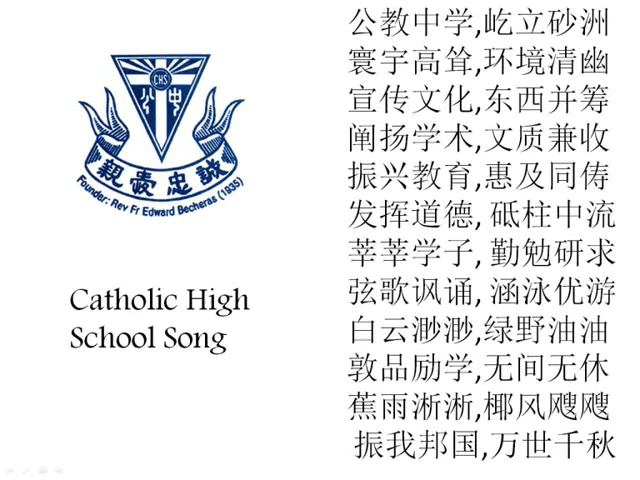 CHS
公中
親愛忠誠
Founder: Rev Fr Edward Becheras (1935)
Catholic High
School Song
公教中学,屹立砂洲
寰宇高耸,环境清幽
宣传文化,东西并筹
阐扬学术,文质兼收
振兴教育,惠及同俦
发挥道德, 砥柱中流
莘莘学子, 勤勉研求
弦歌讽诵, 涵泳优游
白云渺渺,绿野油油
敦品励学,无间无休
蕉雨淅淅,椰风飕飕
振我邦国,万世千秋